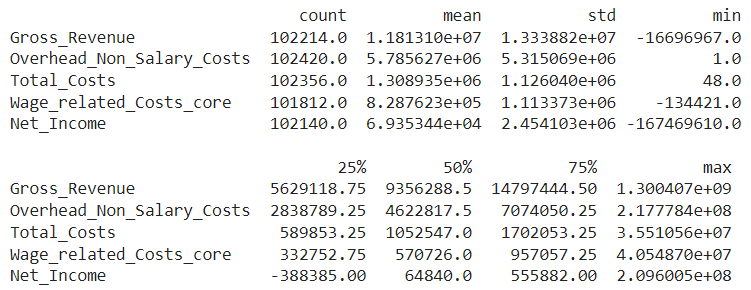 count mean std min
Gross_Revenue 102214.0 1.181310e+07 1.333882e+07 -16696967.0
Overhead_Non_Salary_Costs 102420.0 5.785627e+06 5.315069e+06 1.0
Total_Costs 102356.0 1.308935e+06 1.126040e+06 48.0
Wage_related_Costs_core 101812.0 8.287623e+05 1.113373e+06 -134421.0
Net_Income 102140.0 6.935344e+04 2.454103e+06 -167469610.0
25% 50% 75% max
Gross_Revenue 5629118.75 9356288.5 14797444.50 1.300407e+09
Overhead_Non_Salary_Costs 2838789.25 4622817.5 7074050.25 2.177784e+08
Total_Costs 589853.25 1052547.0 1702053.25 3.551056e+07
Wage_related_Costs_core 332752.75 570726.0 957057.25 4.054870e+07
Net_Income -388385.00 64840.0 555882.00 2.096005e+08